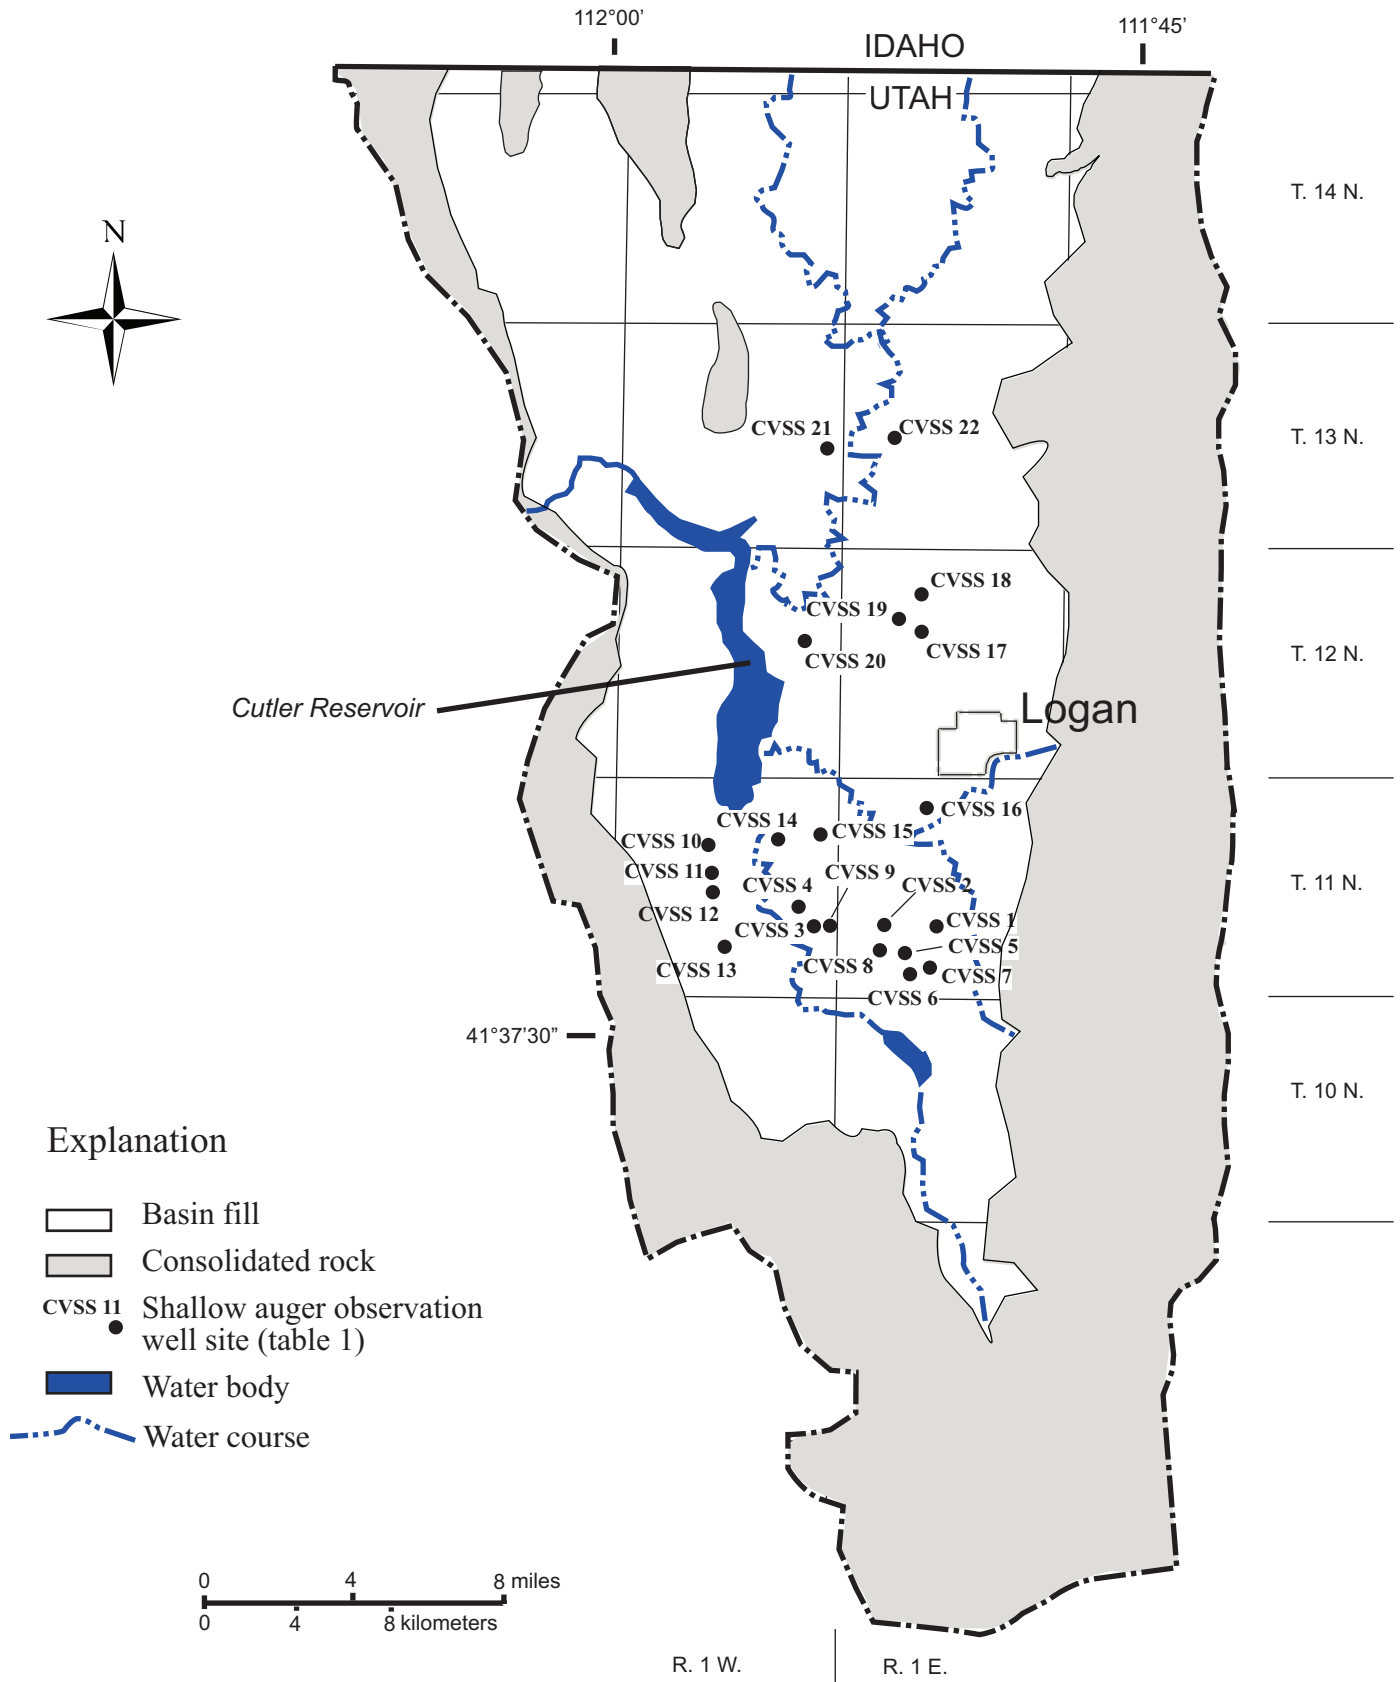 112°00’
111°45’
IDAHO
UTAH
T. 14 N.
N
T. 13 N.
CVSS 21
CVSS 22
CVSS 18
CVSS 19
CVSS 17
CVSS 20
T. 12 N.
Cutler Reservoir
Logan
CVSS 16
CVSS 14
CVSS 15
CVSS 10
CVSS 11
CVSS 9
CVSS 4
CVSS 2
T. 11 N.
CVSS 12
CVSS 3
CVSS 1
CVSS 5
CVSS 13
CVSS 8
CVSS 7
CVSS 6
41°37’30”
T. 10 N.
Explanation
Basin fill
Consolidated rock
CVSS 11
Shallow auger observation
well site (table 1)
Water body
Water course
0 4 8 miles
0 4 8 kilometers
R. 1 W.
R. 1 E.